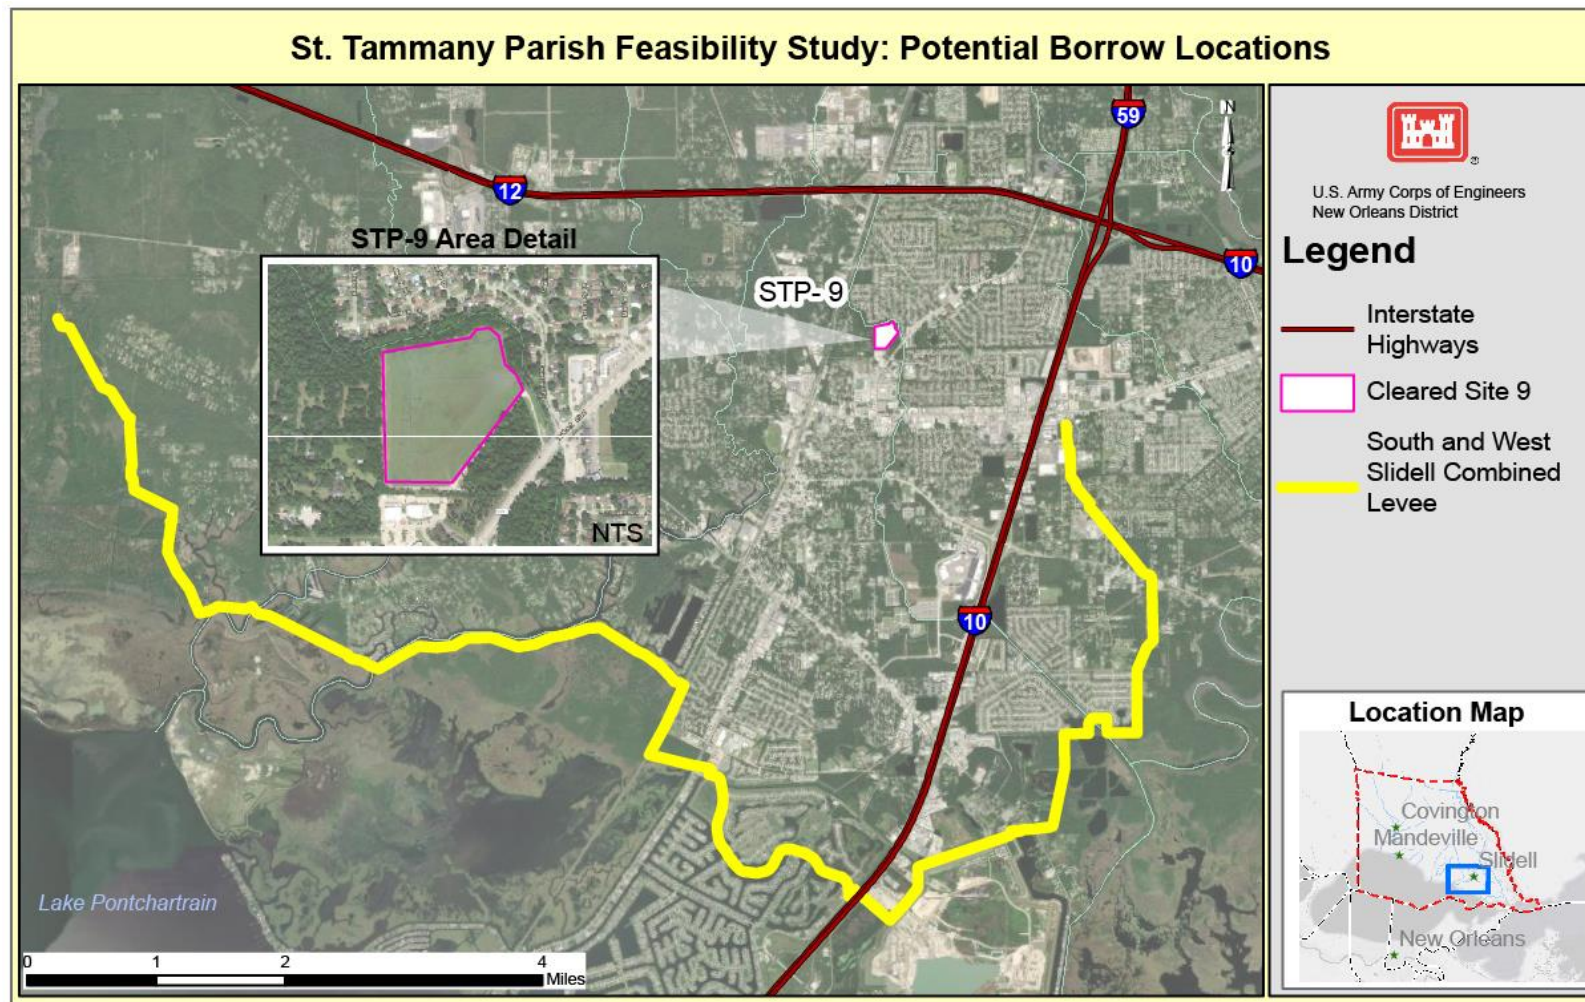 St. Tammany Parish Feasibility Study: Potential Borrow Locations
59
N
12
10
STP-9 Area Detail
STP- 9
NTS
10
Lake Pontchartrain
0 1 2 4
Miles
®
U.S. Army Corps of Engineers
New Orleans District
Legend
Interstate
Highways
Cleared Site 9
South and West
Slidell Combined
Levee
Location Map
Covington
Mandeville
Slidell
New Orleans